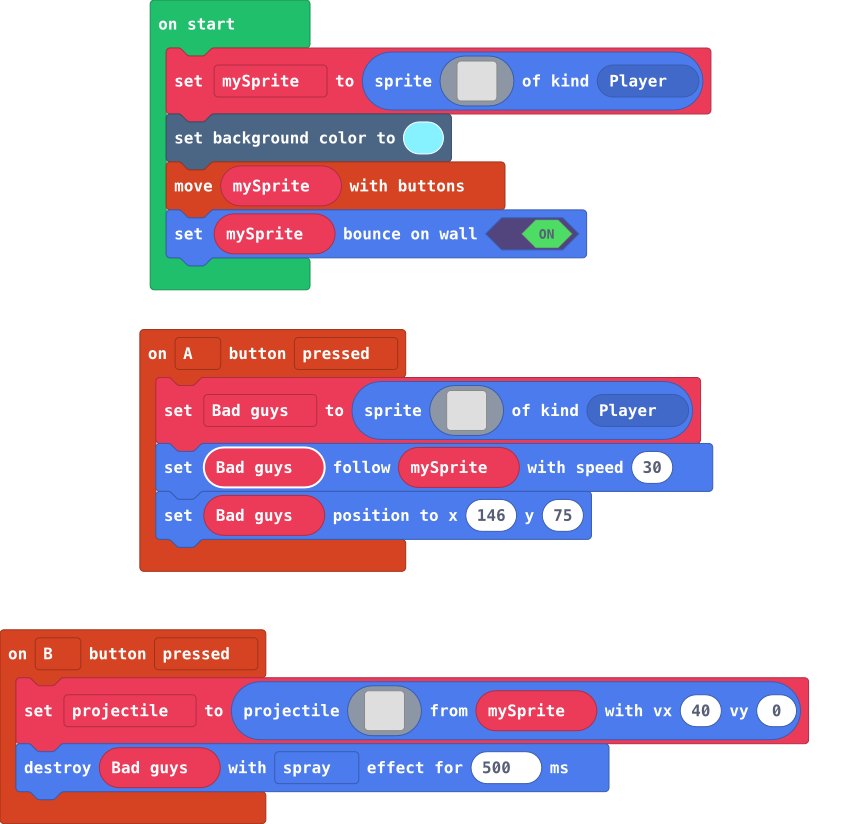 on start
set mySprite to sprite of kind Player
set background color to
move mySprite with buttons
set mySprite bounce on wall ON
on A button pressed
set Bad guys to sprite of kind Player
set Bad guys follow mySprite with speed 30
set Bad guys position to x 146 y 75
on B button pressed
set projectile to projectile from mySprite with vx 40 vy 0
destroy Bad guys with spray effect for 500 ms